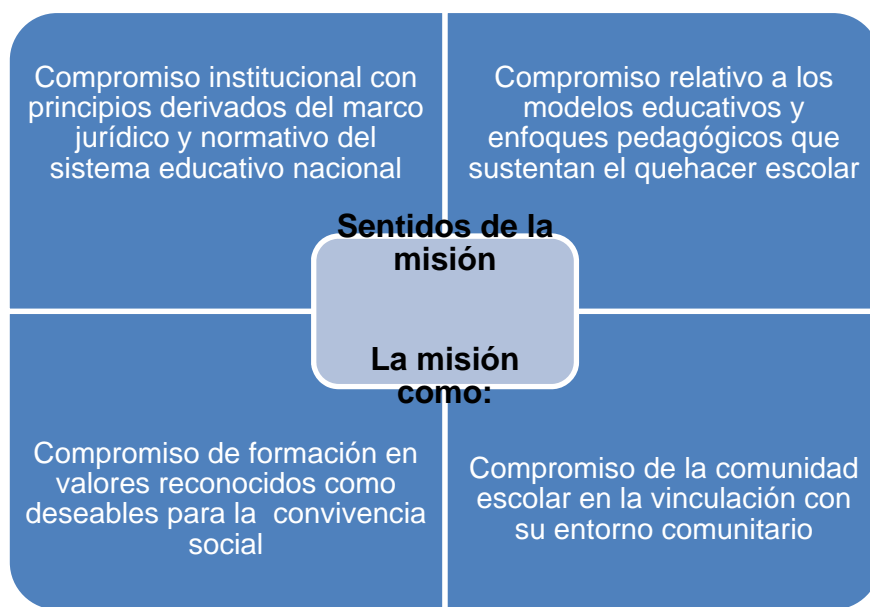 Compromiso institucional con
principios derivados del marco
jurídico y normativo del
sistema educativo nacional
Compromiso relativo a los
modelos educativos y
enfoques pedagógicos que
sustentan el quehacer escolar
Sentidos de la
misión
La misión
como:
Compromiso de formación en
valores reconocidos como
deseables para la convivencia
social
Compromiso de la comunidad
escolar en la vinculación con
su entorno comunitario